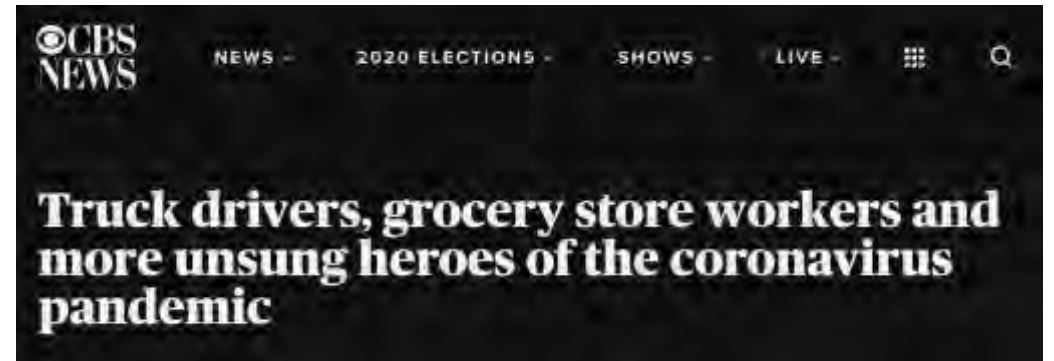 CBS
NEWS
NEWS
2020 ELECTIONS
SHOWS
LIVE
Truck drivers, grocery store workers and
more unsung heroes of the coronavirus
pandemic